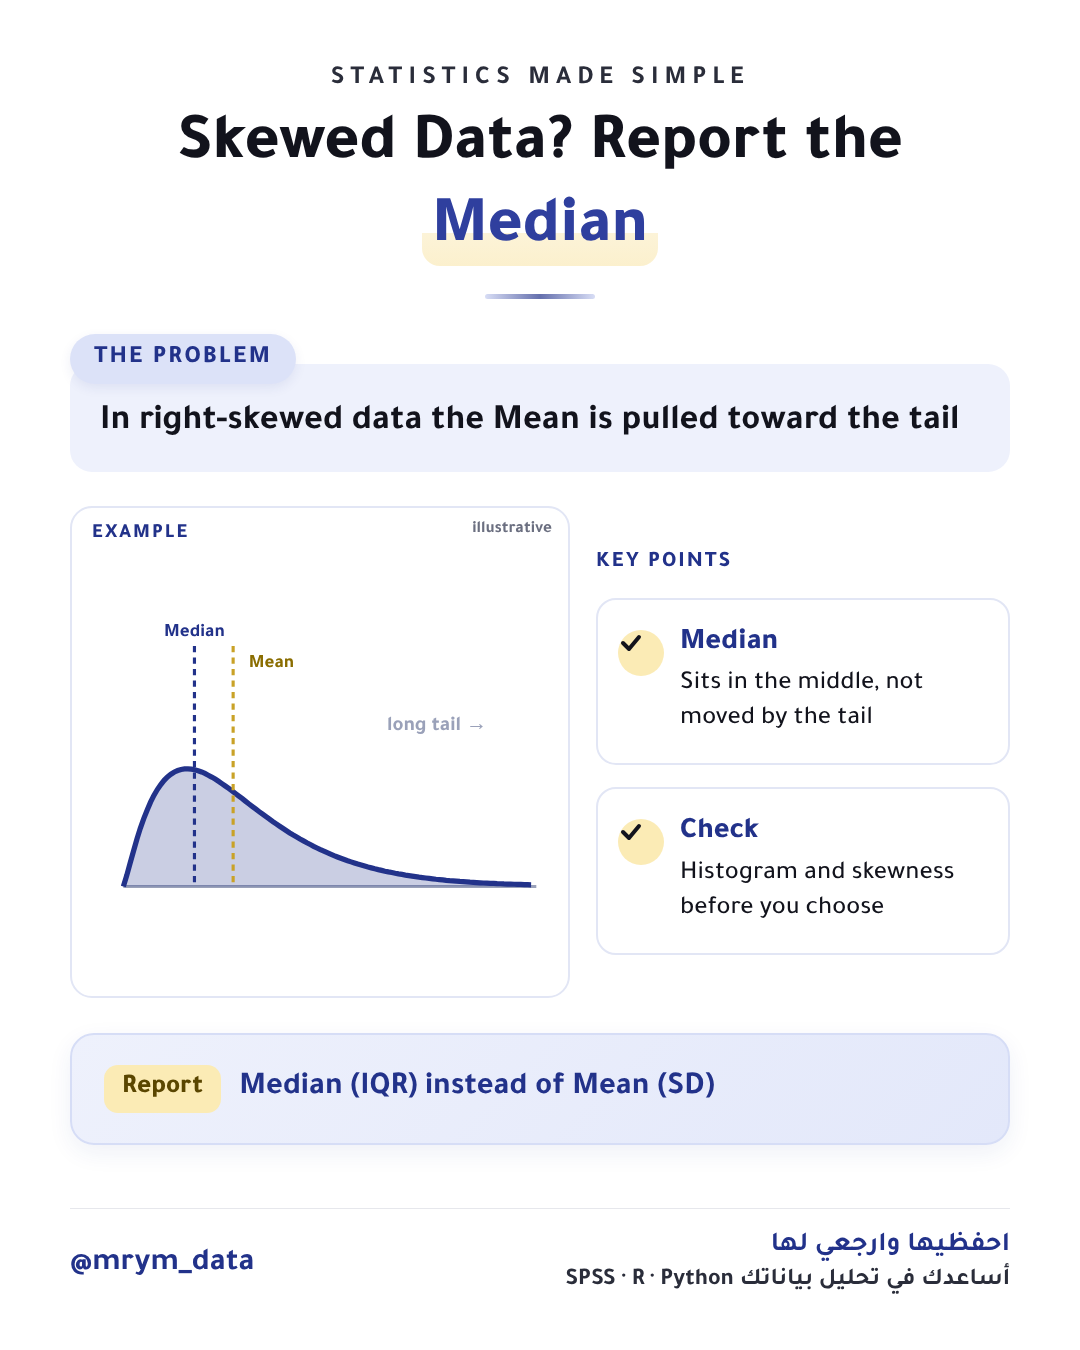 STATISTICS MADE SIMPLE
Skewed Data? Report the
Median
THE PROBLEM
In right-skewed data the Mean is pulled toward the tail
EXAMPLE
illustrative
Median
Mean
long tail →
KEY POINTS
Median
Sits in the middle, not
moved by the tail
Check
Histogram and skewness
before you choose
Report
Median (IQR) instead of Mean (SD)
@mrym_data
احفظيها وارجعي لها
أساعدك في تحليل بياناتك SPSS · R · Python